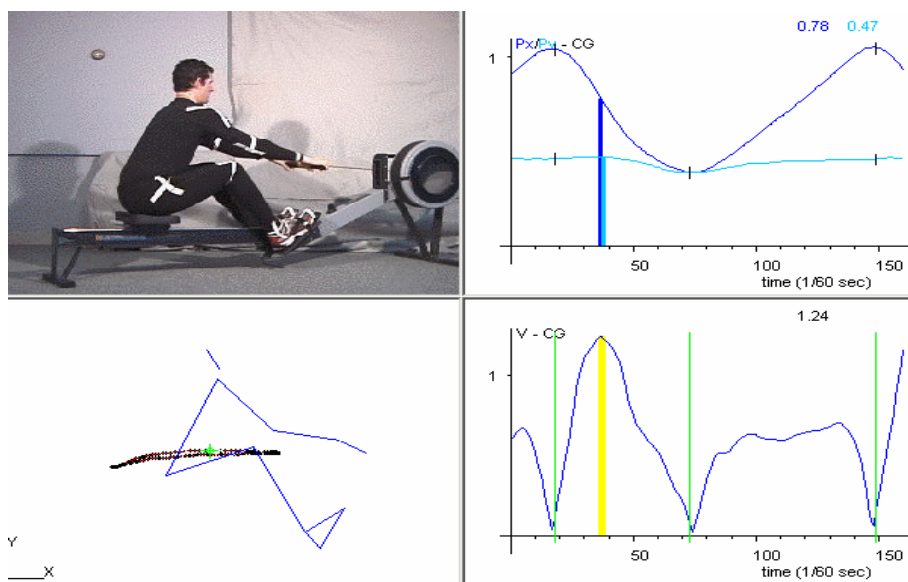 0.78 0.47
Px/Py - CG
1
50 100 150
time (1/60 sec)
1.24
V - CG
1
50 100 150
time (1/60 sec)
Y
X